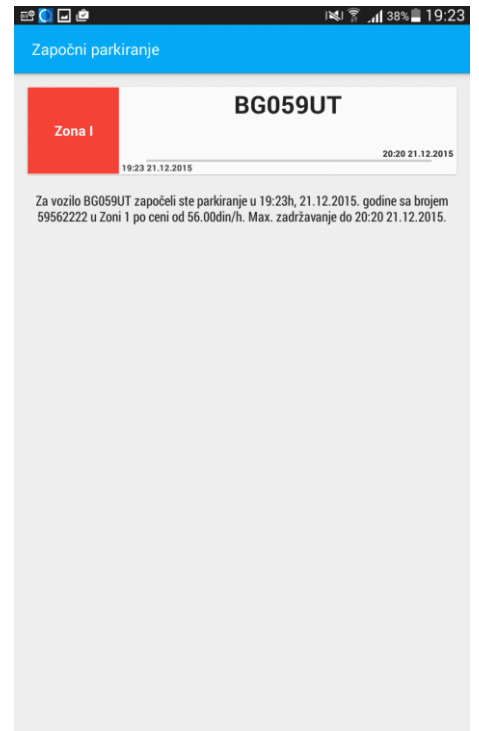 38% 19:23
Započni parkiranje
BG059UT
Zona I
20:20 21.12.2015
19:23 21.12.2015
Za vozilo BG059UT započeli ste parkiranje u 19:23h, 21.12.2015. godine sa brojem
59562222 u Zoni 1 po ceni od 56.00din/h. Max. zadržavanje do 20:20 21.12.2015.